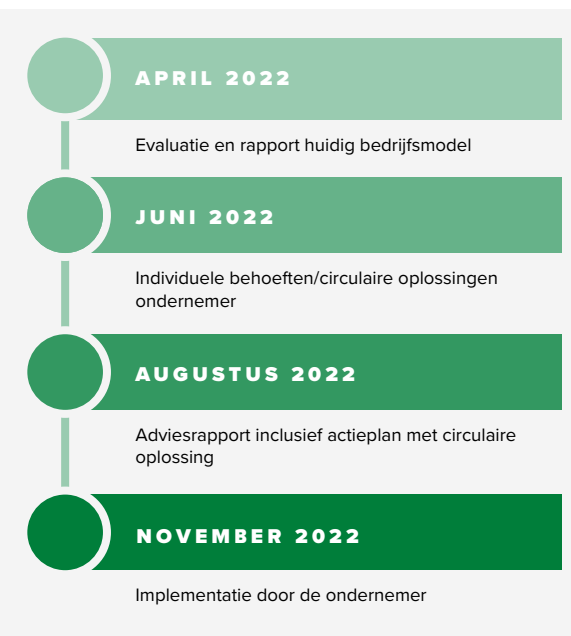 APRIL 2022
Evaluatie en rapport huidig bedrijfsmodel
JUNI 2022
Individuele behoeften/circulaire oplossingen
ondernemer
AUGUSTUS 2022
Adviesrapport inclusief actieplan met circulaire
oplossing
NOVEMBER 2022
Implementatie door de ondernemer